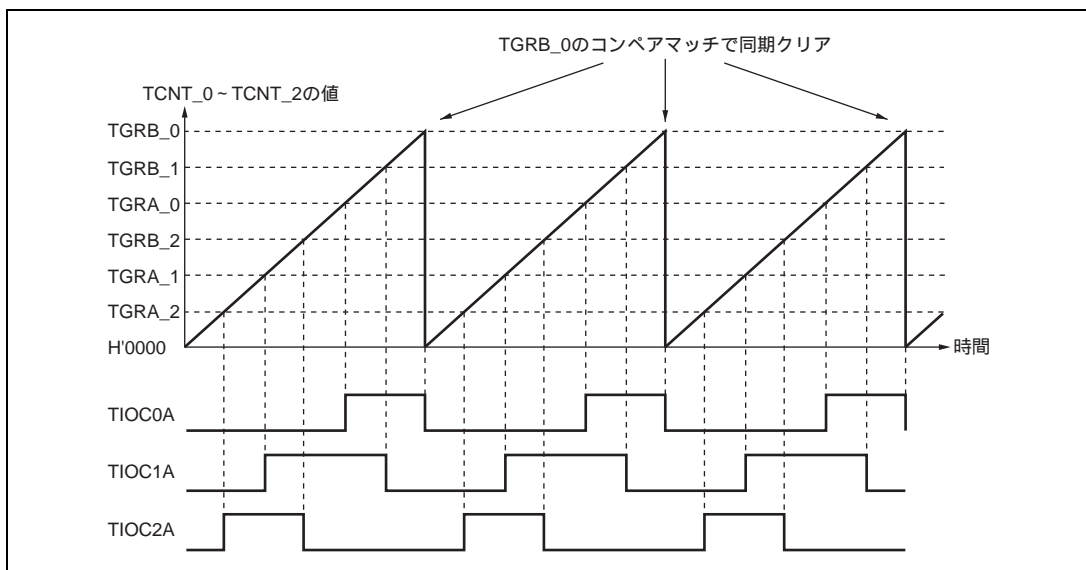 TGRB_0のコンペアマッチで同期クリア
TCNT_0~TCNT_2の値
TGRB_0
TGRB_1
TGRA_0
TGRB_2
TGRA_1
TGRA_2
H'0000
時間
TIOC0A
TIOC1A
TIOC2A